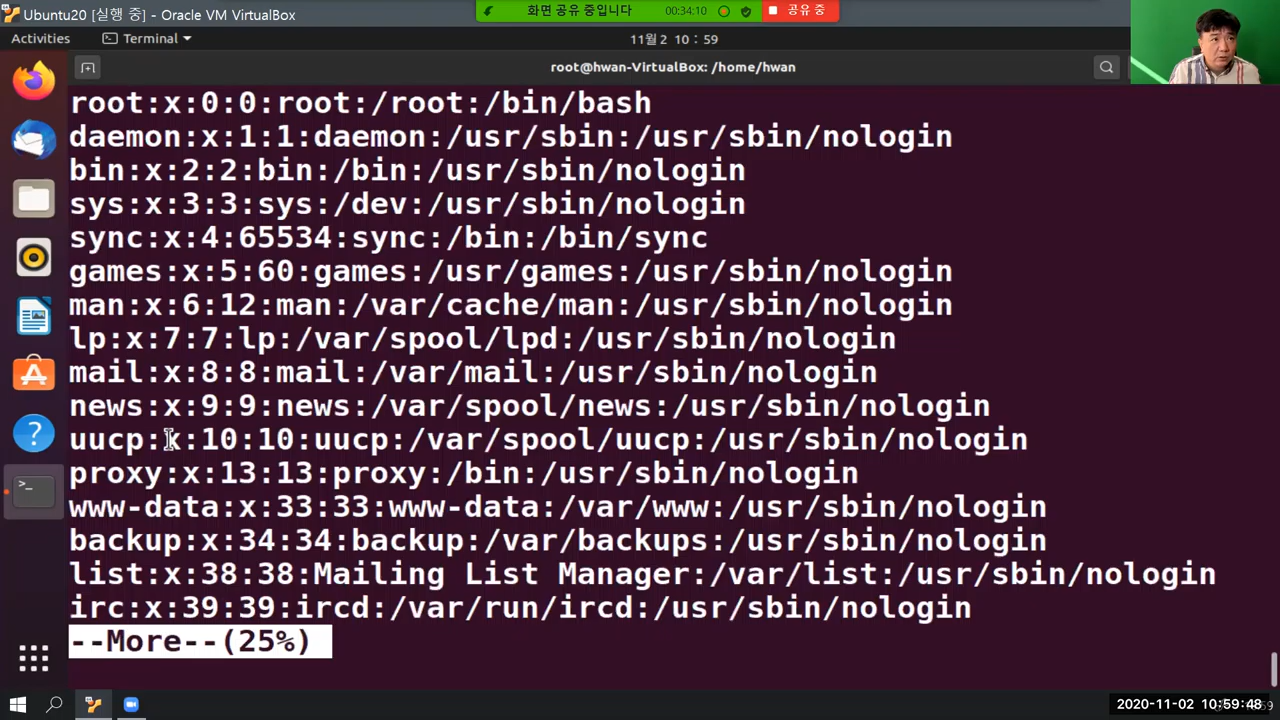 Ubuntu20 [실행 중] - Oracle VM VirtualBox
화면 공유 중입니다
00:34:10
공유 중
Activities
Terminal
11월 2 10 : 59
root@hwan-VirtualBox: /home/hwan
root:x:0:0:root:/root:/bin/bash
daemon:x:1:1:daemon:/usr/sbin:/usr/sbin/nologin
bin:x:2:2:bin:/bin:/usr/sbin/nologin
sys:x:3:3:sys:/dev:/usr/sbin/nologin
sync:x:4:65534:sync:/bin:/bin/sync
games:x:5:60:games:/usr/games:/usr/sbin/nologin
man:x:6:12:man:/var/cache/man:/usr/sbin/nologin
lp:x:7:7:lp:/var/spool/lpd:/usr/sbin/nologin
mail:x:8:8:mail:/var/mail:/usr/sbin/nologin
news:x:9:9:news:/var/spool/news:/usr/sbin/nologin
uucp:x:10:10:uucp:/var/spool/uucp:/usr/sbin/nologin
proxy:x:13:13:proxy:/bin:/usr/sbin/nologin
www-data:x:33:33:www-data:/var/www:/usr/sbin/nologin
backup:x:34:34:backup:/var/backups:/usr/sbin/nologin
list:x:38:38:Mailing List Manager:/var/list:/usr/sbin/nologin
irc:x:39:39:ircd:/var/run/ircd:/usr/sbin/nologin
--More--(25%)
2020-11-02 10:59:48